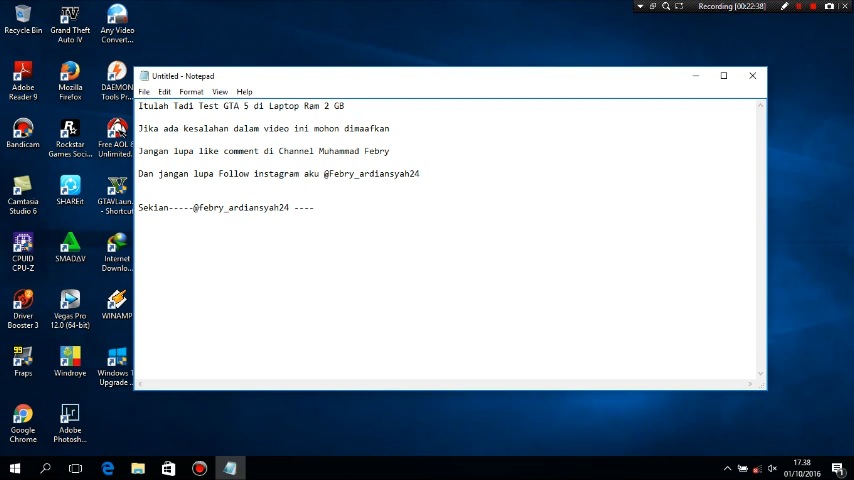 Recording [00:22:38]
Recycle Bin
Grand Theft Auto IV
Any Video Convert...
Untitled - Notepad
File Edit Format View Help
Itulah Tadi Test GTA 5 di Laptop Ram 2 GB
Jika ada kesalahan dalam video ini mohon dimaafkan
Jangan lupa like comment di Channel Muhammad Febry
Dan jangan lupa Follow instagram aku @Febry_ardiansyah24
Sekian-----@febry_ardiansyah24 ----
Adobe Reader 9
Mozilla Firefox
DAEMON Tools Pr...
Bandicam
Rockstar Games Soci...
Free AOL & Unlimited...
Camtasia Studio 6
SHAREit
GTAVLaun... - Shortcut
CPUID CPU-Z
SMADΔV
Internet Downlo...
Driver Booster 3
Vegas Pro 12.0 (64-bit)
WINAMP
Fraps
Windroye
Windows 1 Upgrade ...
Google Chrome
Adobe Photosh...
17.38
01/10/2016